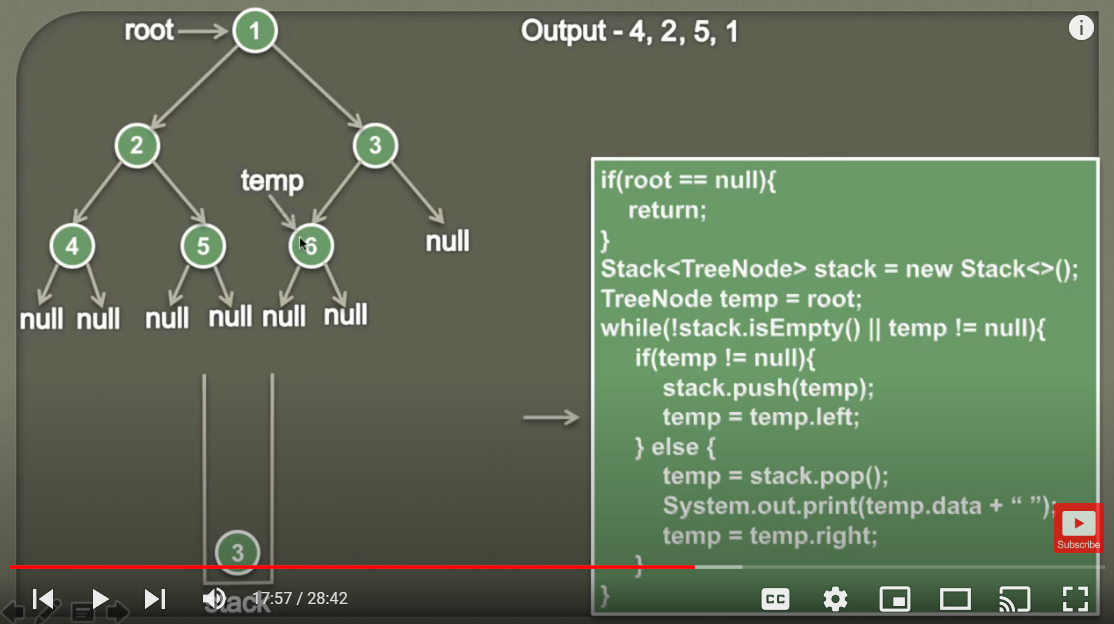 root
1
Output - 4, 2, 5, 1
i
2
3
temp
4
5
6
null
null null null null null null
if(root == null){
return;
}
Stack<TreeNode> stack = new Stack<>();
TreeNode temp = root;
while(!stack.isEmpty() || temp != null){
if(temp != null){
stack.push(temp);
temp = temp.left;
} else {
temp = stack.pop();
System.out.print(temp.data + “ ”);
temp = temp.right;
}
}
3
stack
Subscribe
17:57 / 28:42
CC